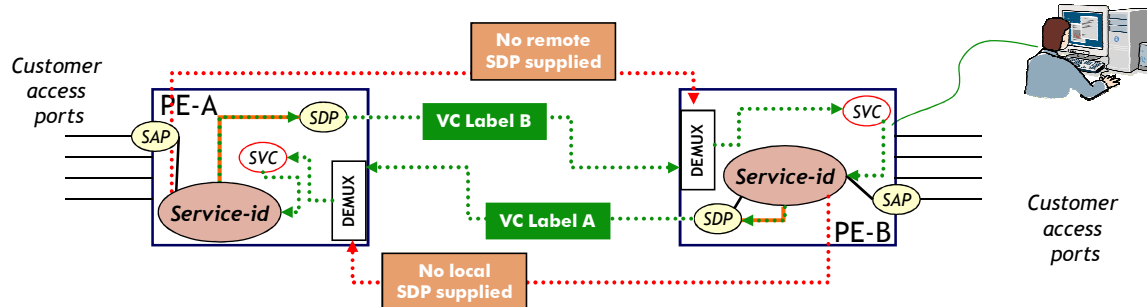 No remote
SDP supplied
Customer
access
ports
PE-A
SAP
SDP
VC Label B
SVC
DEMUX
Service-id
SVC
DEMUX
Service-id
SDP
SAP
VC Label A
PE-B
Customer
access
ports
No local
SDP supplied